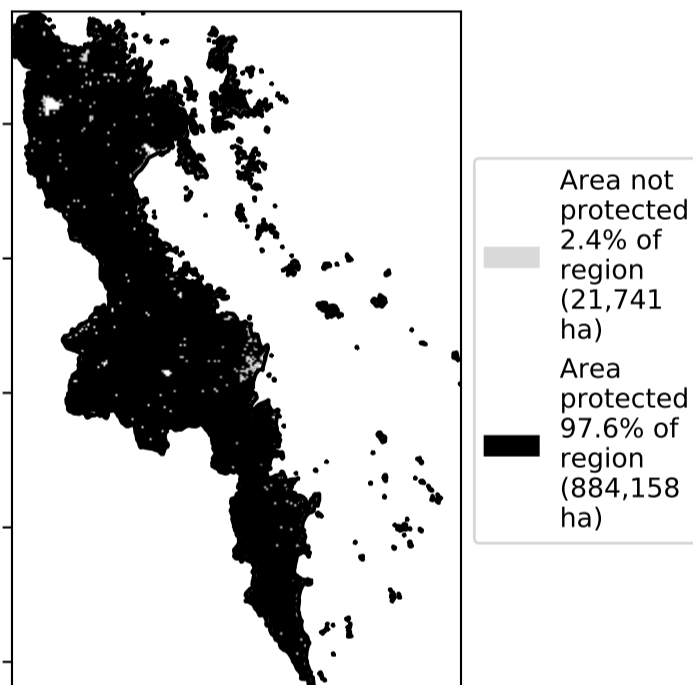 Area not
protected
2.4% of
region
(21,741
ha)
Area
protected
97.6% of
region
(884,158
ha)